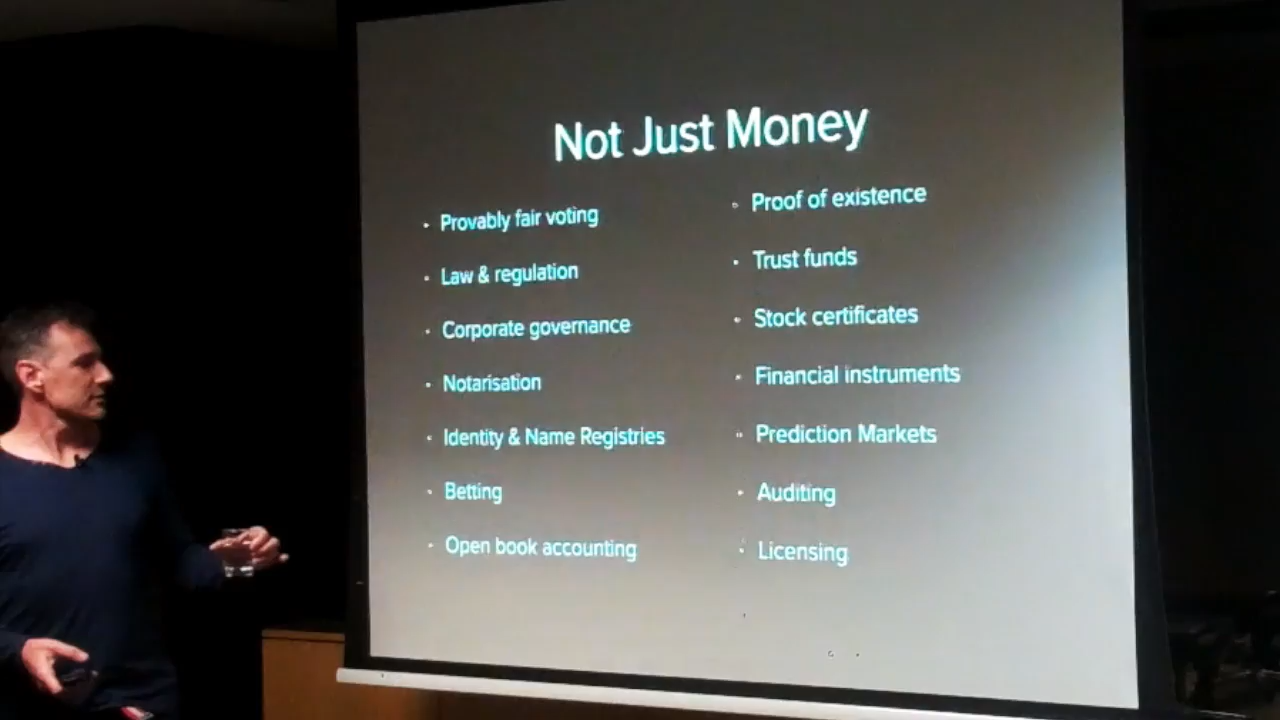 Not Just Money
Provably fair voting
Law & regulation
Corporate governance
Notarisation
Identity & Name Registries
Betting
Open book accounting
Proof of existence
Trust funds
Stock certificates
Financial instruments
Prediction Markets
Auditing
Licensing